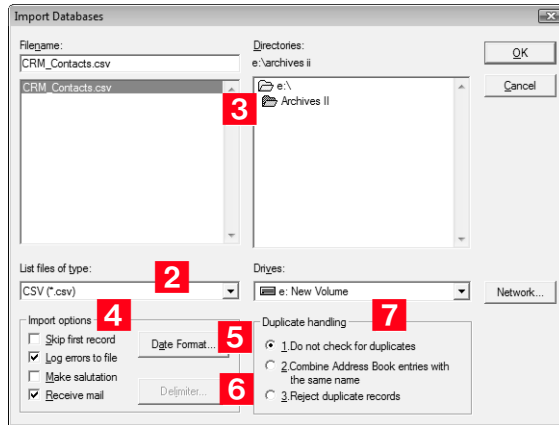 Import Databases
Filename:
CRM_Contacts.csv
CRM_Contacts.csv
Directories:
e:\archives ii
e:\
Archives II
OK
Cancel
3
List files of type:
2
CSV (*.csv)
Drives:
e: New Volume
Network...
4
Import options
Skip first record
Log errors to file
Make salutation
Receive mail
Date Format...
5
Delimiter...
6
7
Duplicate handling
1.Do not check for duplicates
2.Combine Address Book entries with
the same name
3.Reject duplicate records